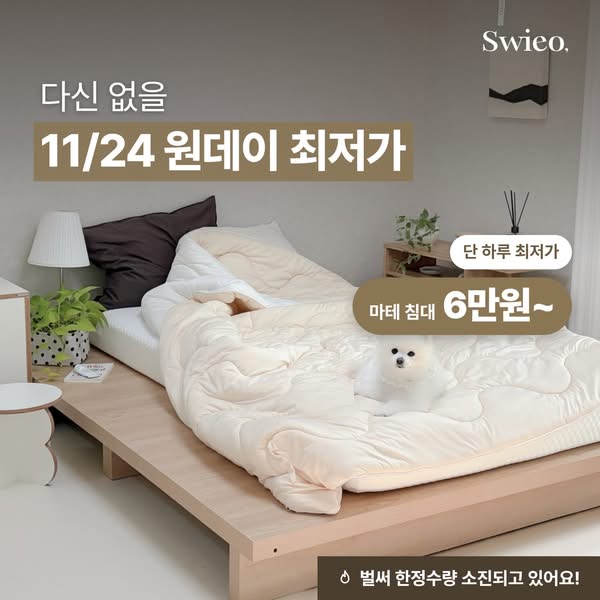 Swieo,
다신 없을
11/24 원데이 최저가
단 하루 최저가
마테 침대 6만원~
벌써 한정수량 소진되고 있어요!